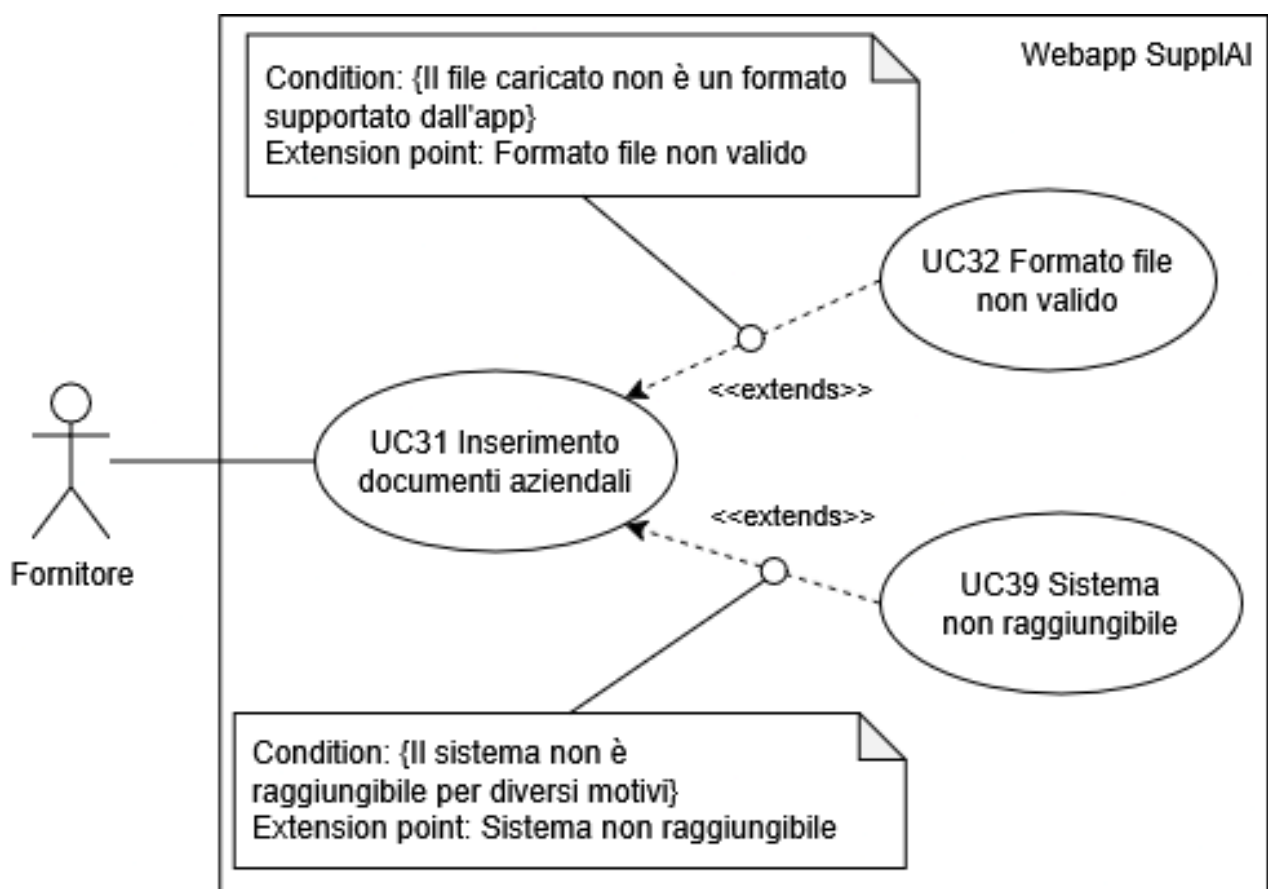 Webapp SupplAI
Condition: {Il file caricato non è un formato
supportato dall'app}
Extension point: Formato file non valido
UC32 Formato file
non valido
<<extends>>
UC31 Inserimento
documenti aziendali
<<extends>>
Fornitore
UC39 Sistema
non raggiungibile
Condition: {Il sistema non è
raggiungibile per diversi motivi}
Extension point: Sistema non raggiungibile